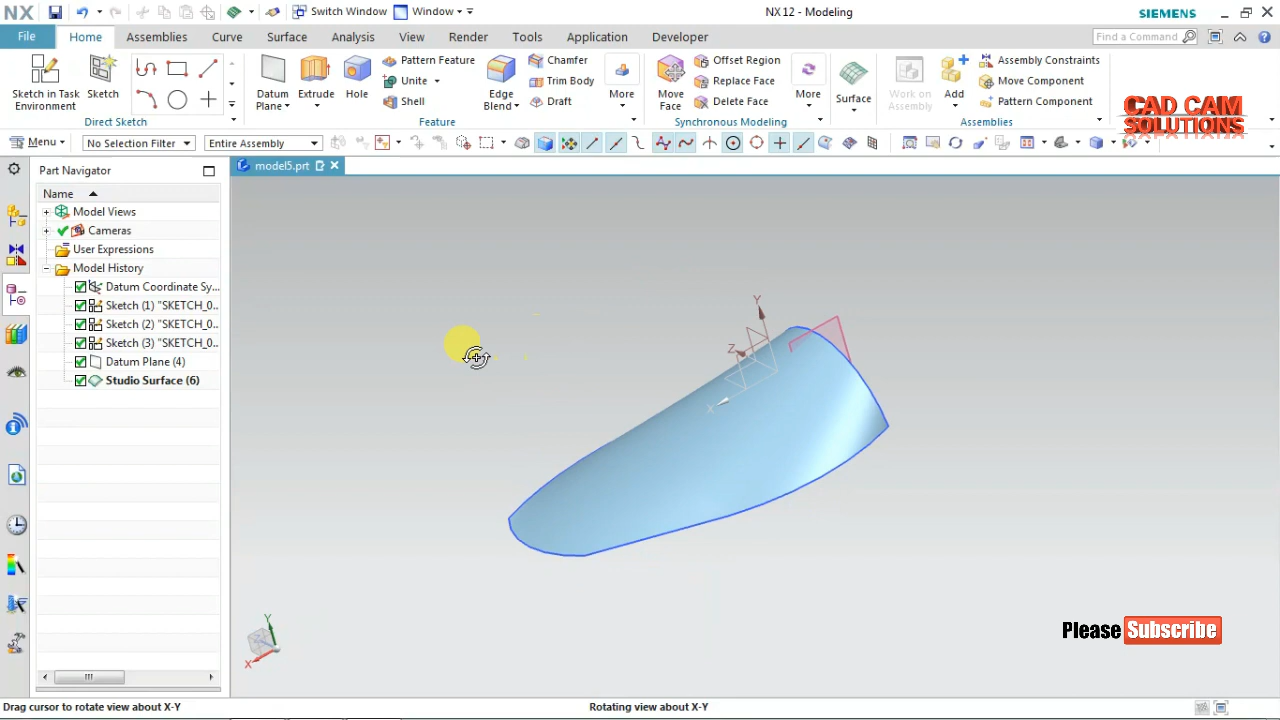 NX
Switch Window
Window
NX 12 - Modeling
SIEMENS
File
Home
Assemblies
Curve
Surface
Analysis
View
Render
Tools
Application
Developer
Find a Command
Sketch in Task Environment
Sketch
Direct Sketch
Datum Plane
Extrude
Hole
Pattern Feature
Unite
Shell
Edge Blend
Chamfer
Trim Body
Draft
More
Feature
Move Face
Offset Region
Replace Face
Delete Face
More
Synchronous Modeling
Surface
Work on Assembly
Add
Assembly Constraints
Move Component
Pattern Component
Assemblies
CAD CAM
SOLUTIONS
Menu
No Selection Filter
Entire Assembly
Part Navigator
model5.prt
Name
Model Views
Cameras
User Expressions
Model History
Datum Coordinate Sy...
Sketch (1) "SKETCH_0...
Sketch (2) "SKETCH_0...
Sketch (3) "SKETCH_0...
Datum Plane (4)
Studio Surface (6)
Y
Z
X
Y
X
Please Subscribe
Drag cursor to rotate view about X-Y
Rotating view about X-Y